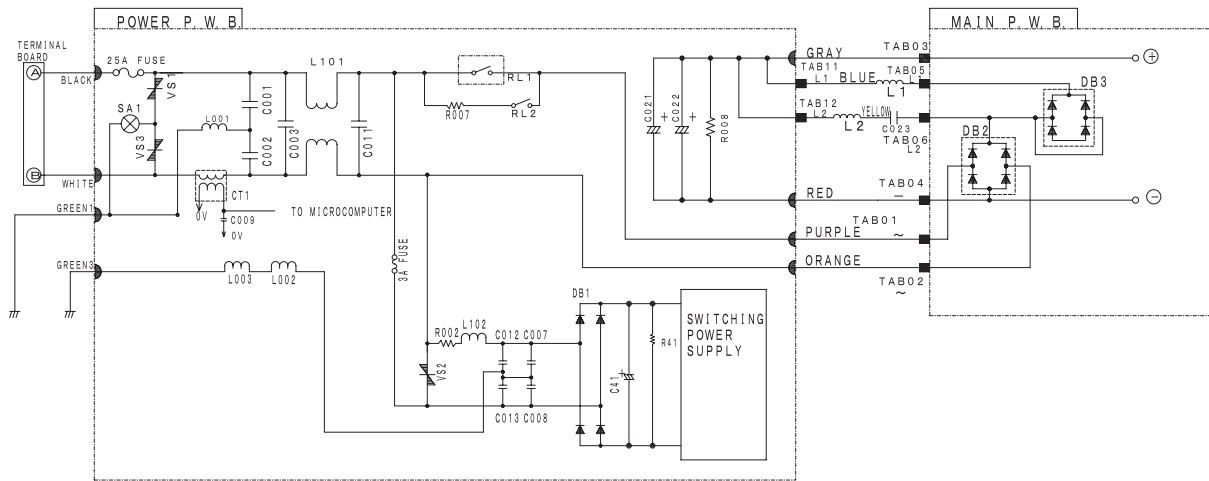 POWER P. W. B.
MAIN P. W. B.
TERMINAL
BOARD
A
BLACK
25A FUSE
VS1
SA1
VS3
L001
C001
C002
C003
L101
C011
RL1
R007
RL2
C021
+
C022
+
R008
GRAY
TAB11
L1
BLUE
TAB12
L2
L2
YELLOW
C023
L1
TAB03
TAB05
L1
TAB06
L2
DB3
DB2
+
B
WHITE
CT1
0V
C009
0V
TO MICROCOMPUTER
GREEN1
RED
TAB04
−
−
PURPLE
TAB01
~
ORANGE
TAB02
~
GREEN3
L003
L002
3A FUSE
R002
L102
VS2
C012
C007
C013
C008
DB1
C41
+
R41
SWITCHING
POWER
SUPPLY